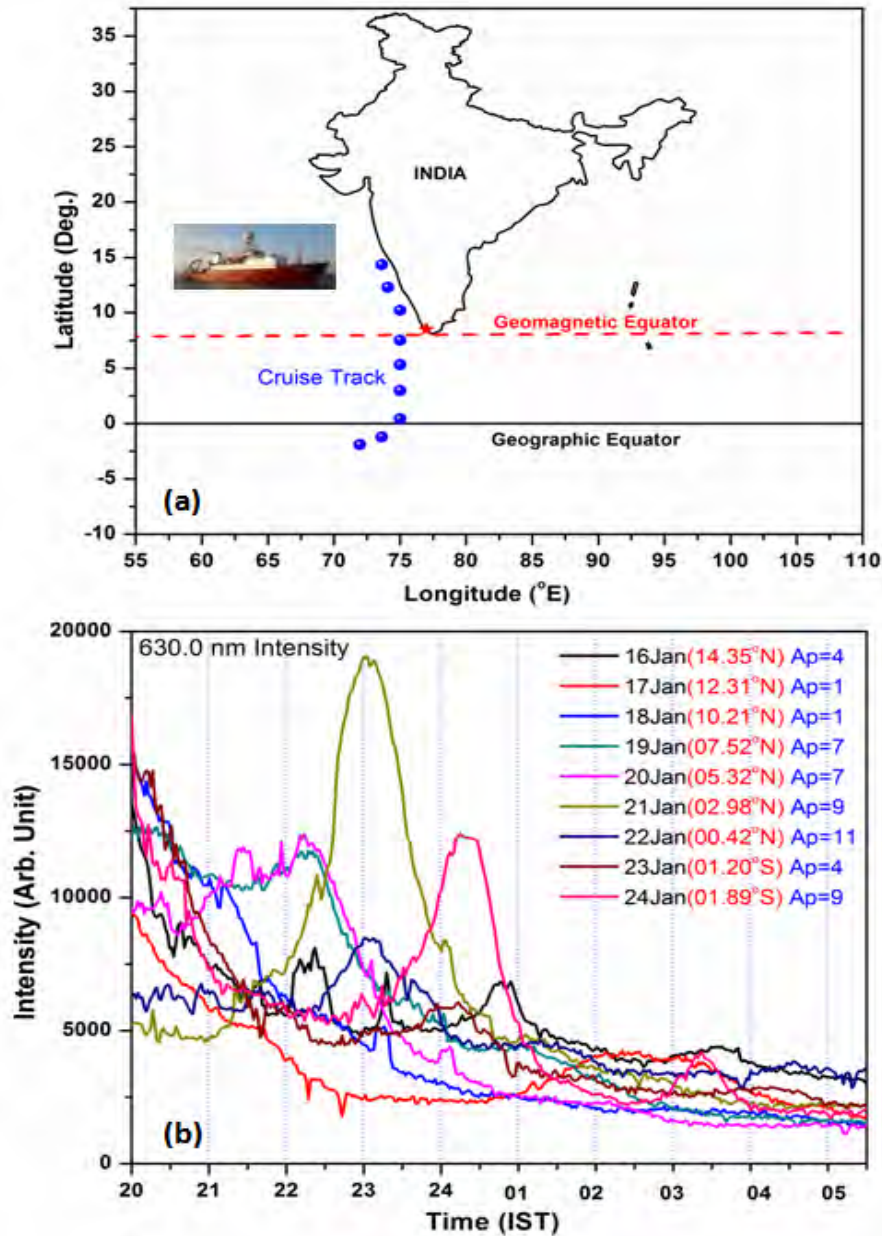 35
30
25
20
15
10
5
0
-5
-10
Latitude (Deg.)
INDIA
Geomagnetic Equator
Cruise Track
Geographic Equator
(a)
55 60 65 70 75 80 85 90 95 100 105 110
Longitude (°E)
20000
15000
10000
5000
0
Intensity (Arb. Unit)
630.0 nm Intensity
16Jan(14.35°N) Ap=4
17Jan(12.31°N) Ap=1
18Jan(10.21°N) Ap=1
19Jan(07.52°N) Ap=7
20Jan(05.32°N) Ap=7
21Jan(02.98°N) Ap=9
22Jan(00.42°N) Ap=11
23Jan(01.20°S) Ap=4
24Jan(01.89°S) Ap=9
(b)
20 21 22 23 24 01 02 03 04 05
Time (IST)